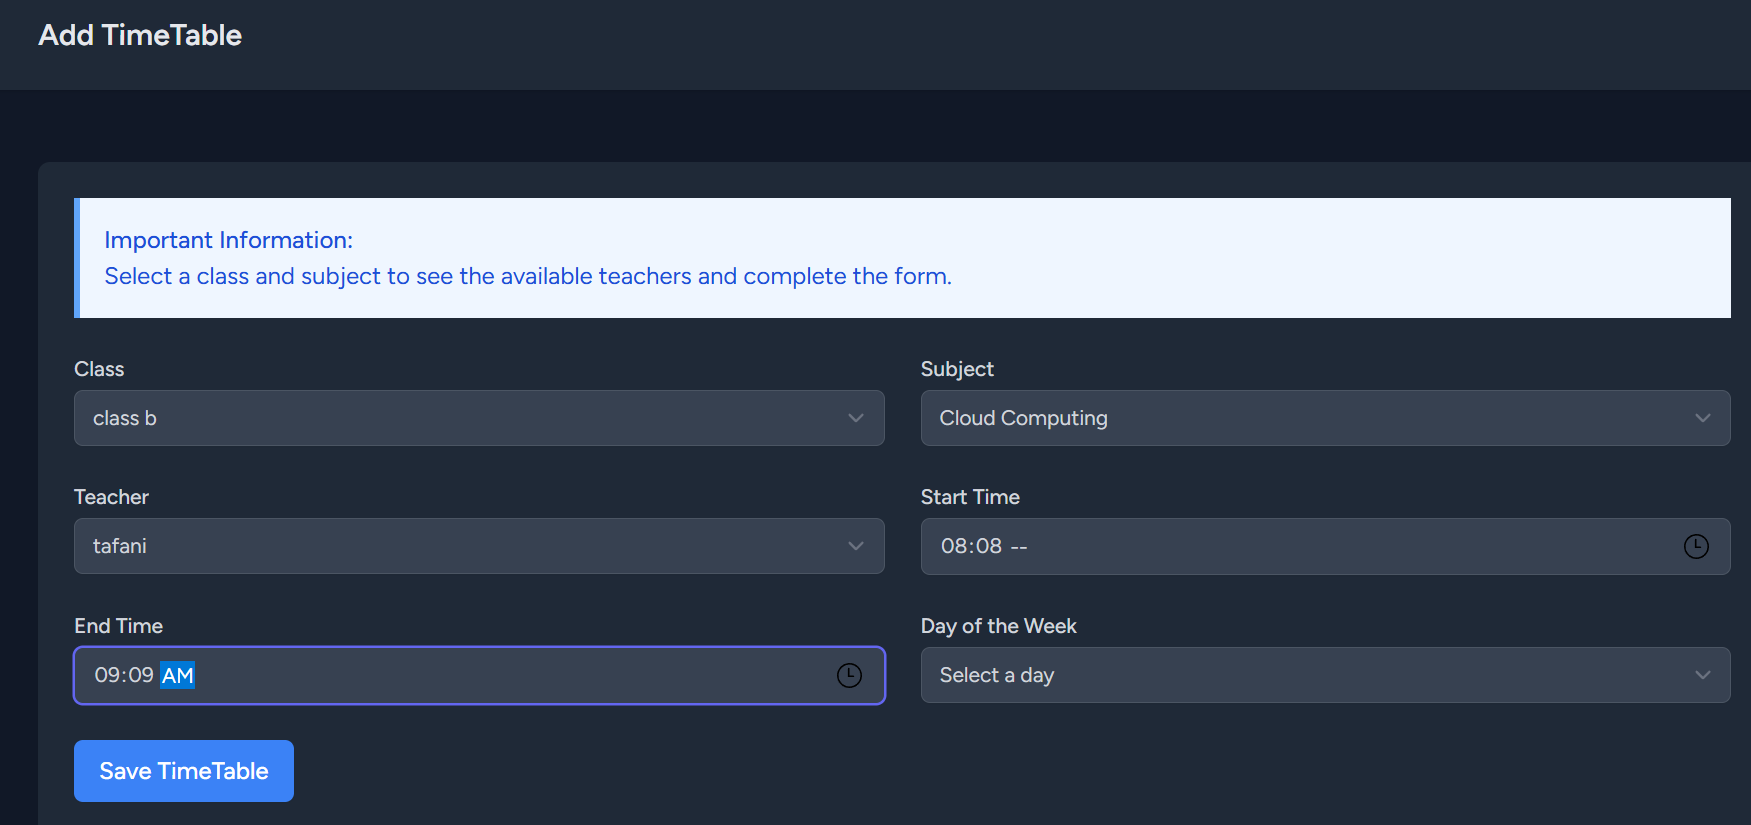 Add TimeTable
Important Information:
Select a class and subject to see the available teachers and complete the form.
Class
class b
Subject
Cloud Computing
Teacher
tafani
Start Time
08:08 --
End Time
09:09 AM
Day of the Week
Select a day
Save TimeTable